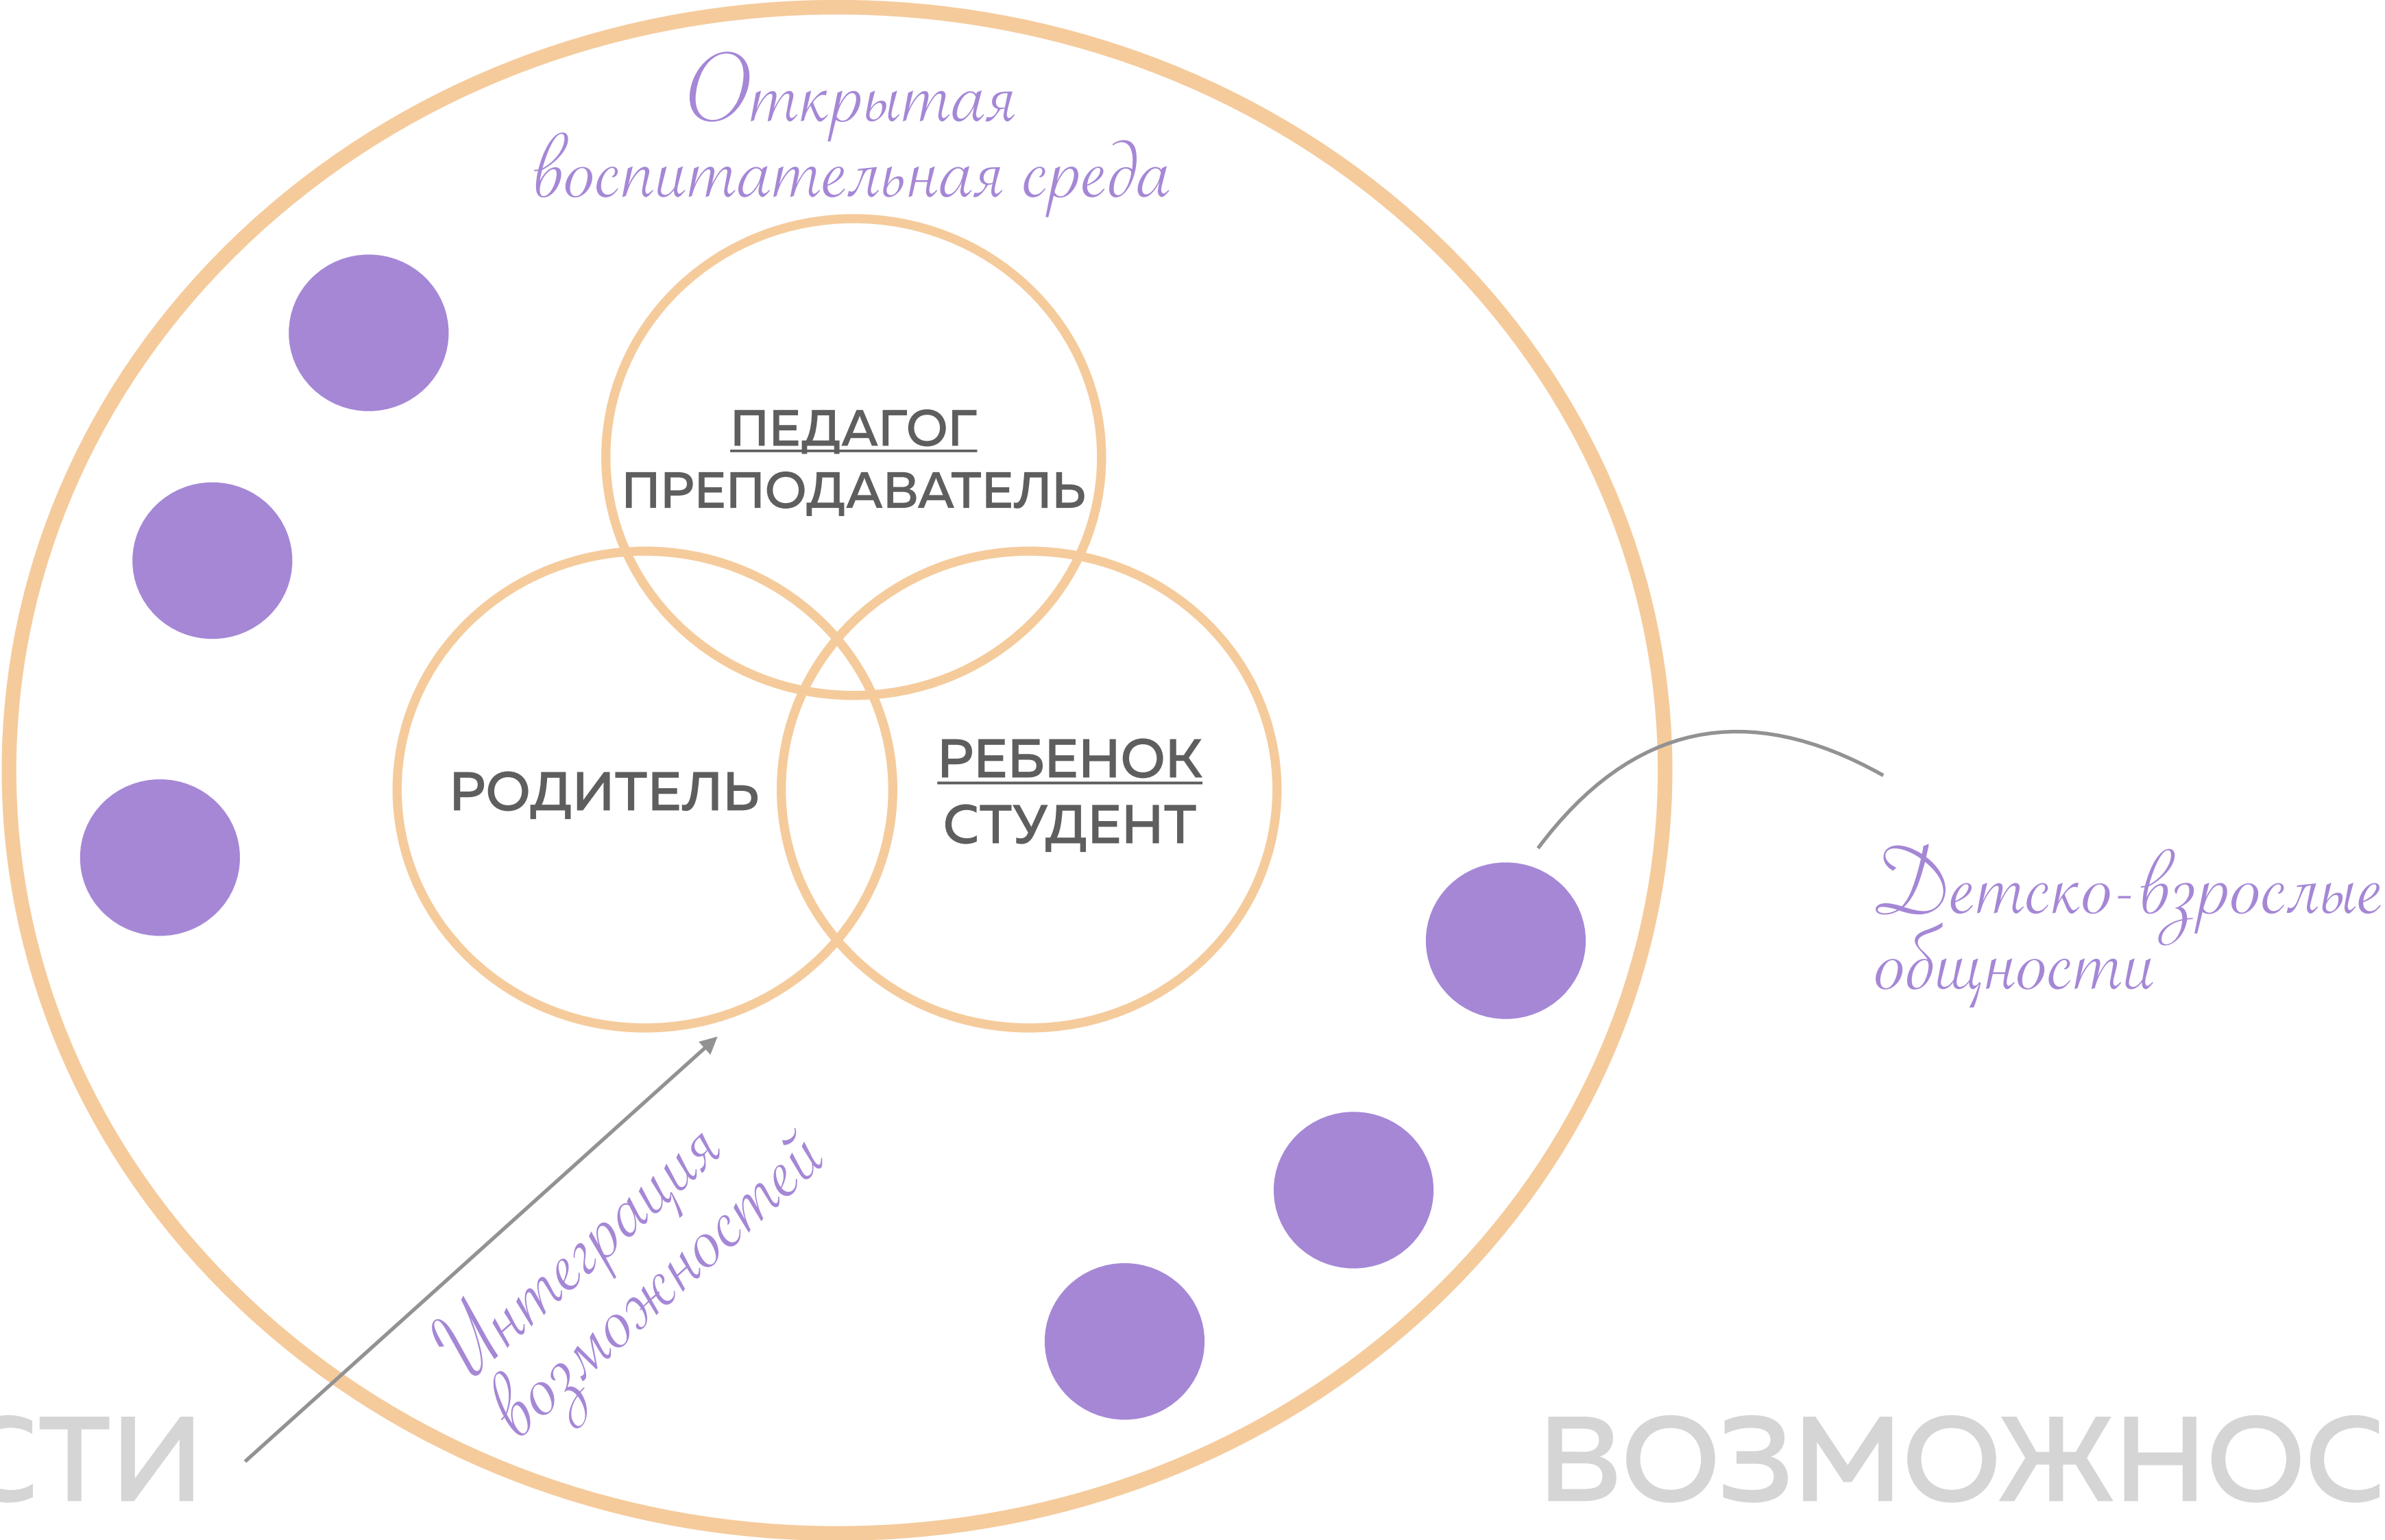 Открытая
воспитательная среда
ПЕДАГОГ
ПРЕПОДАВАТЕЛЬ
РОДИТЕЛЬ
РЕБЕНОК
СТУДЕНТ
Детско-взрослые
общности
Интеграция
возможностей
СТИ
ВОЗМОЖНОС